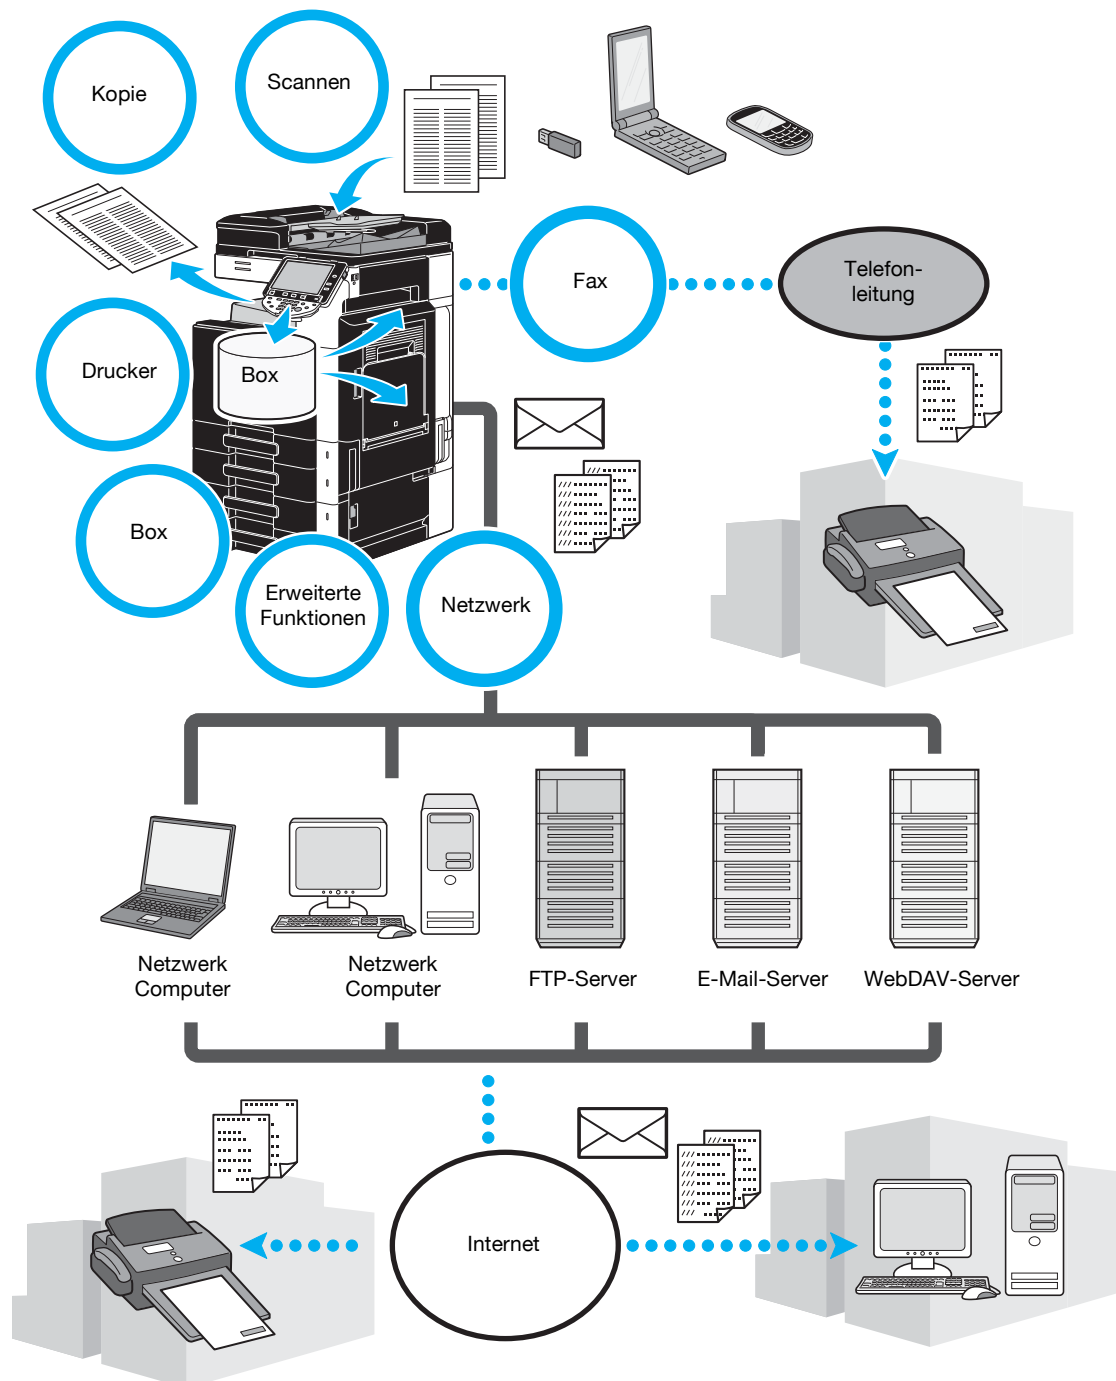 Kopie
Scannen
Fax
Telefon-
leitung
Drucker
Box
Box
Erweiterte
Funktionen
Netzwerk
Netzwerk
Computer
Netzwerk
Computer
FTP-Server
E-Mail-Server
WebDAV-Server
Internet